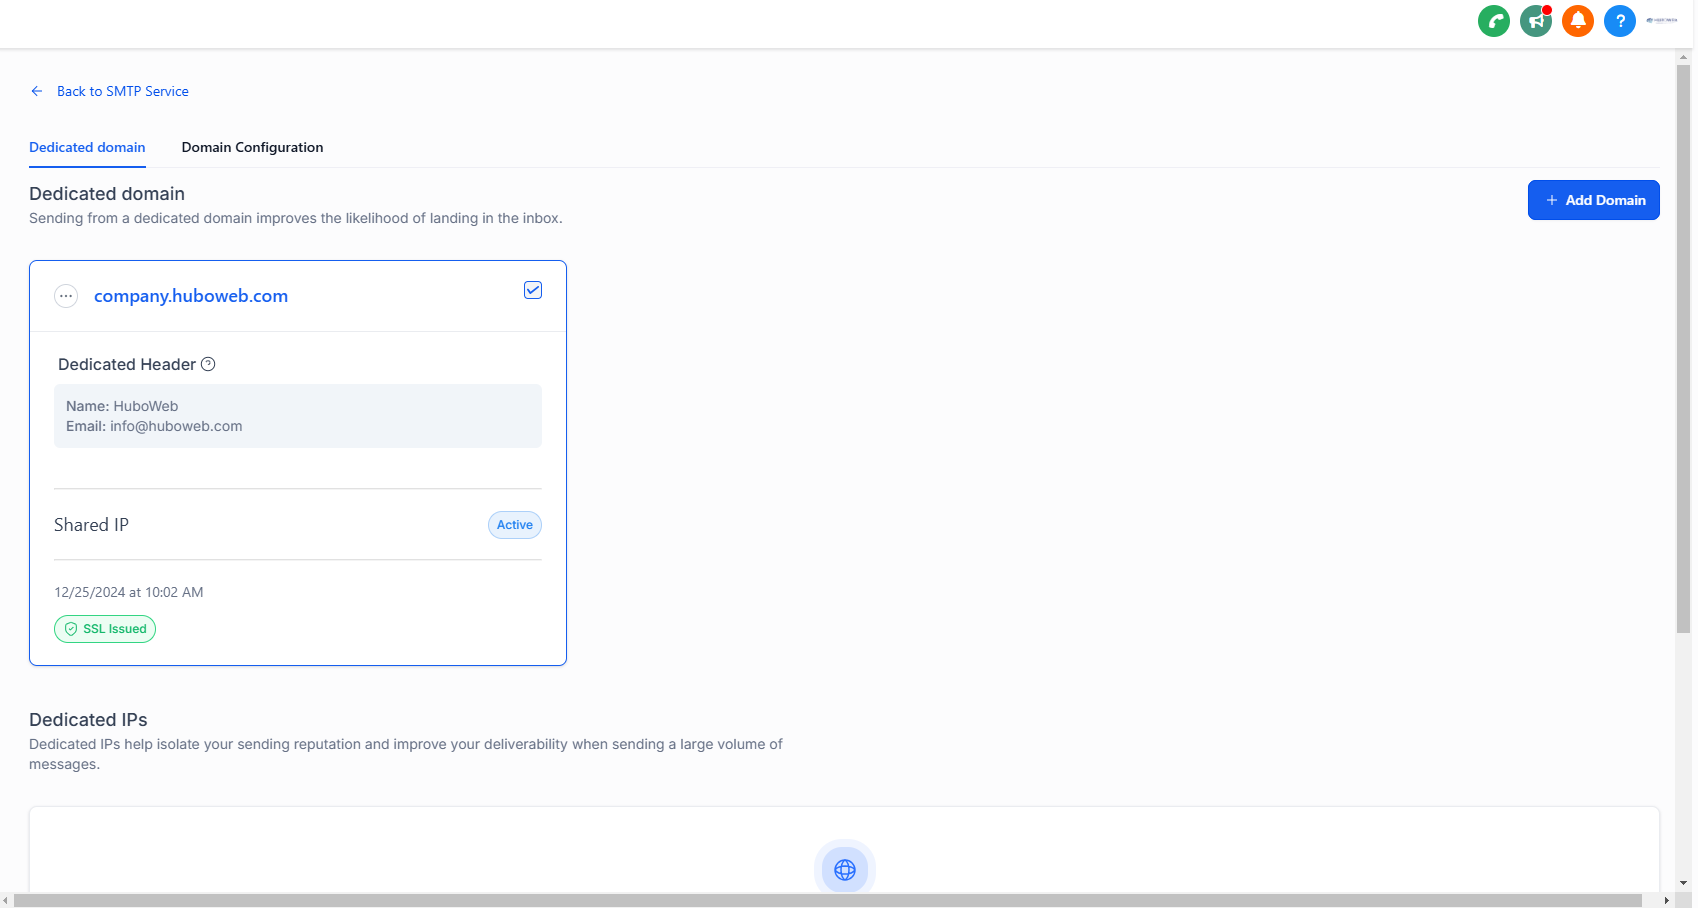 Back to SMTP Service
Dedicated domain
Domain Configuration
Dedicated domain
Sending from a dedicated domain improves the likelihood of landing in the inbox.
Add Domain
company.huboweb.com
Dedicated Header
Name: HuboWeb
Email: info@huboweb.com
Shared IP
Active
12/25/2024 at 10:02 AM
SSL Issued
Dedicated IPs
Dedicated IPs help isolate your sending reputation and improve your deliverability when sending a large volume of
messages.